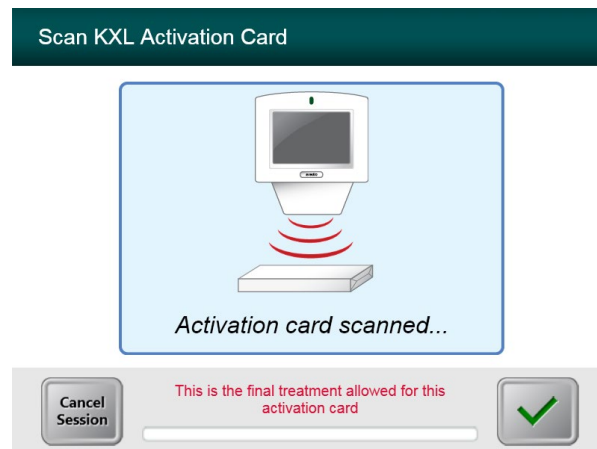 Scan KXL Activation Card
Activation card scanned...
Cancel
Session
This is the final treatment allowed for this
activation card